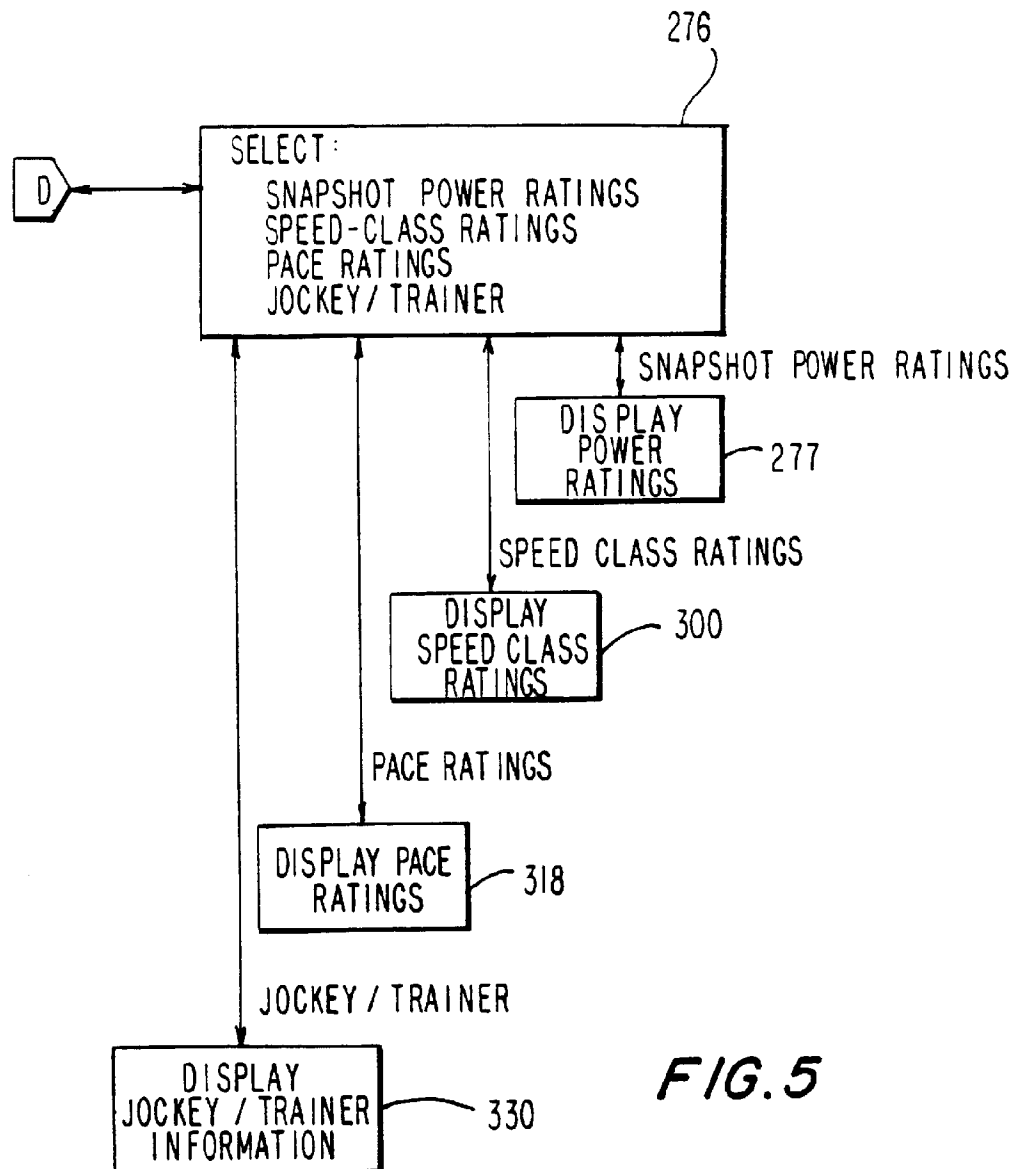 276
SELECT:
SNAPSHOT POWER RATINGS
SPEED-CLASS RATINGS
PACE RATINGS
JOCKEY/TRAINER
D
SNAPSHOT POWER RATINGS
DISPLAY
POWER
RATINGS
277
SPEED CLASS RATINGS
DISPLAY
SPEED CLASS
RATINGS
300
PACE RATINGS
DISPLAY PACE
RATINGS
318
JOCKEY/TRAINER
DISPLAY
JOCKEY/TRAINER
INFORMATION
330
FIG.5